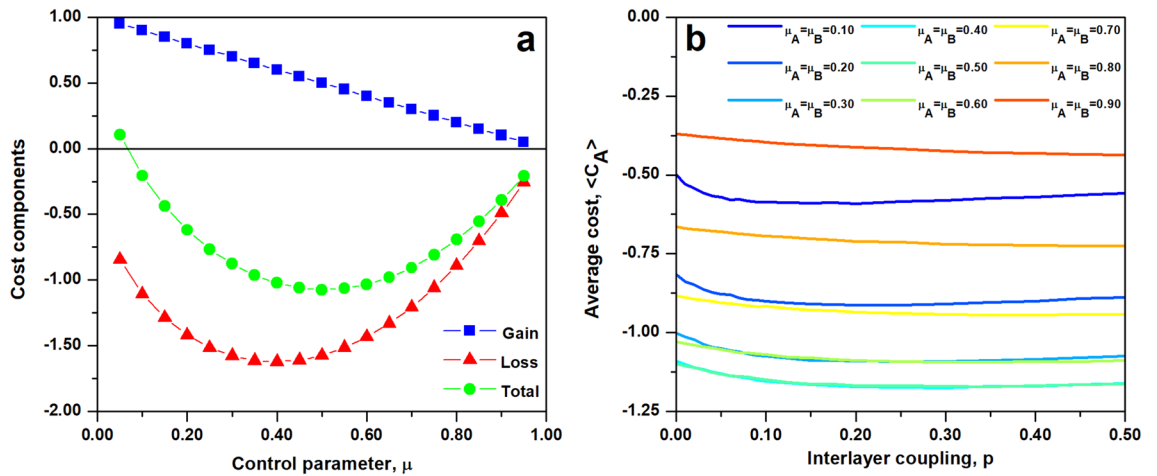 1.00
0.50
0.00
-0.50
-1.00
-1.50
-2.00
Cost components
a
Gain
Loss
Total
0.00 0.20 0.40 0.60 0.80 1.00
Control parameter, μ
0.00
-0.25
-0.50
-0.75
-1.00
-1.25
Average cost, <C_A>
b
μ_A=μ_B=0.10 μ_A=μ_B=0.40 μ_A=μ_B=0.70
μ_A=μ_B=0.20 μ_A=μ_B=0.50 μ_A=μ_B=0.80
μ_A=μ_B=0.30 μ_A=μ_B=0.60 μ_A=μ_B=0.90
0.00 0.10 0.20 0.30 0.40 0.50
Interlayer coupling, p